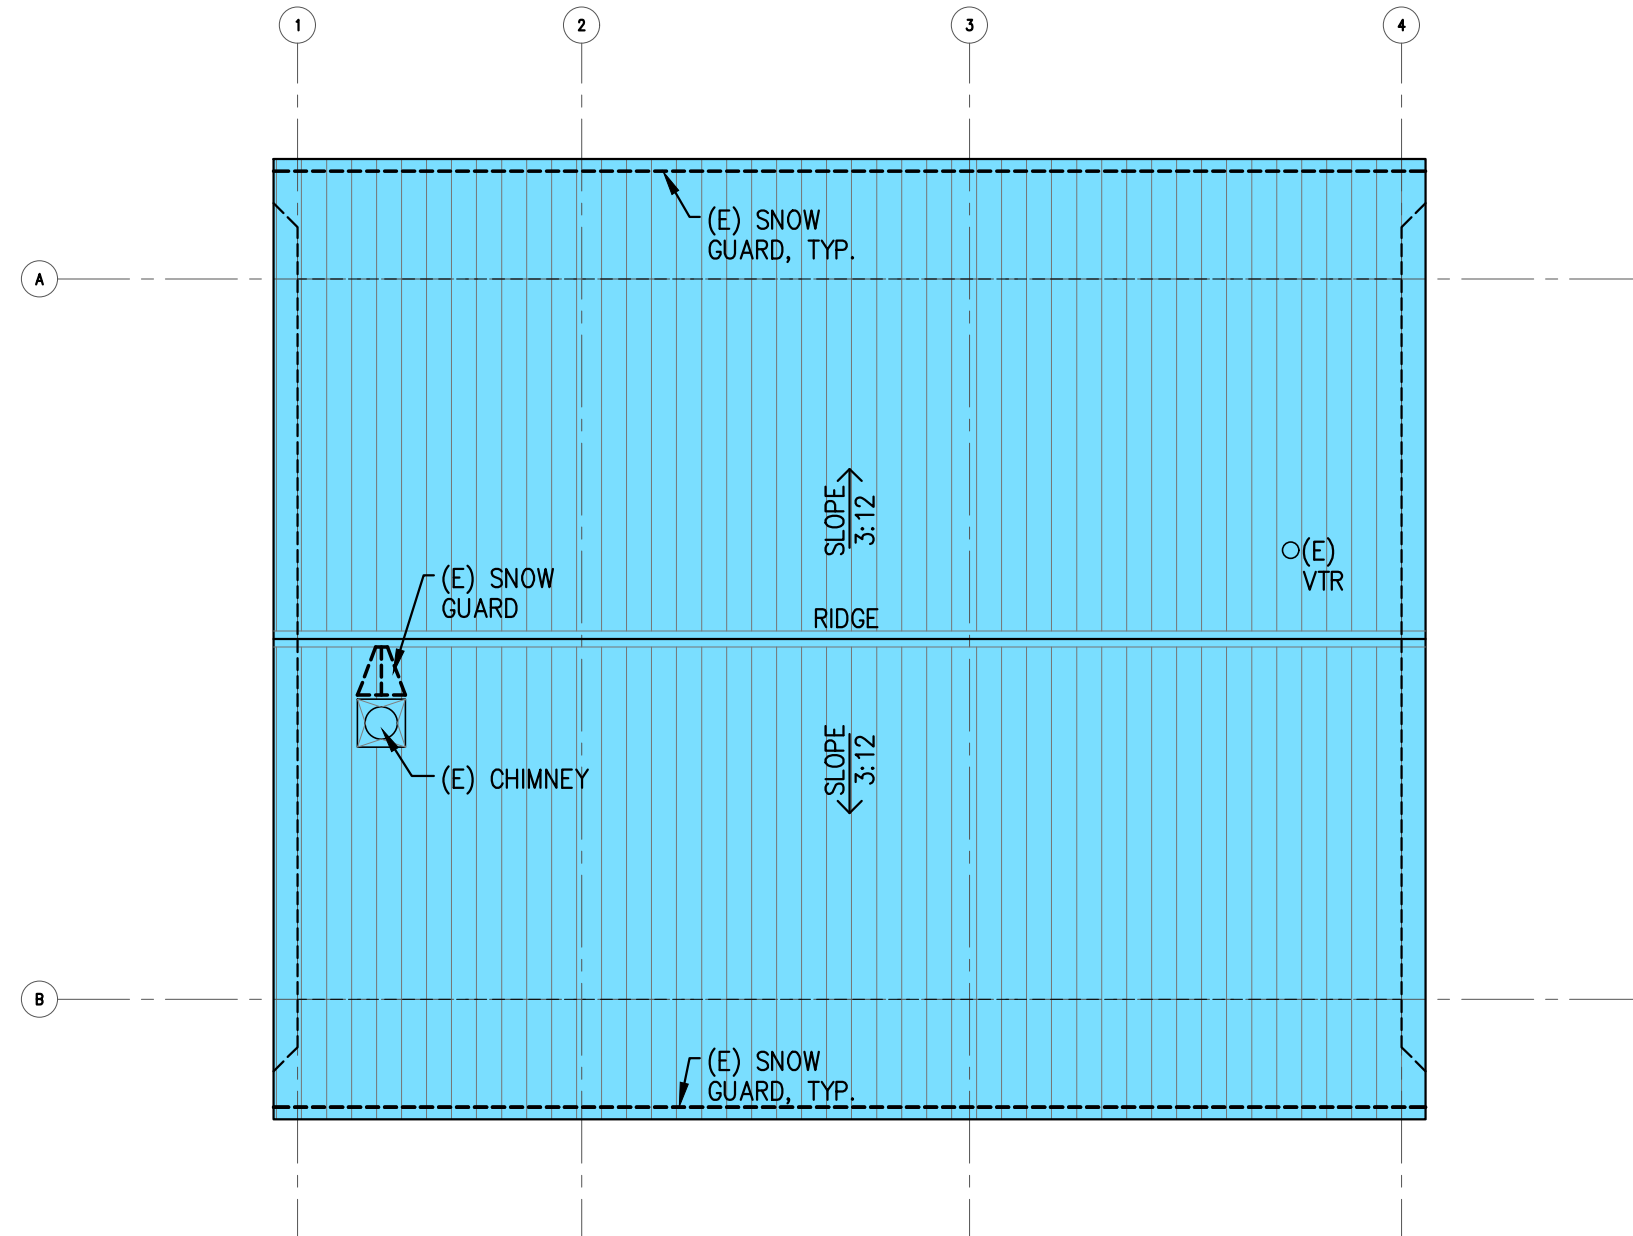 1
2
3
4
A
(E) SNOW
GUARD, TYP.
SLOPE
3:12
(E)
VTR
(E) SNOW
GUARD
RIDGE
SLOPE
3:12
(E) CHIMNEY
B
(E) SNOW
GUARD, TYP.